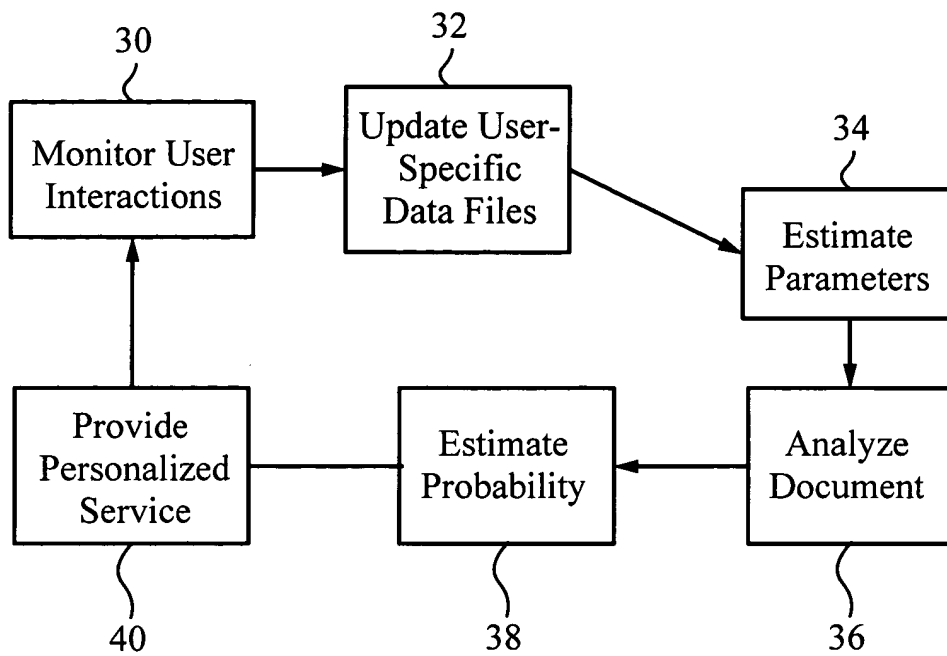 30
32
34
Monitor User
Interactions
Update User-
Specific
Data Files
Estimate
Parameters
Provide
Personalized
Service
Estimate
Probability
Analyze
Document
40
38
36